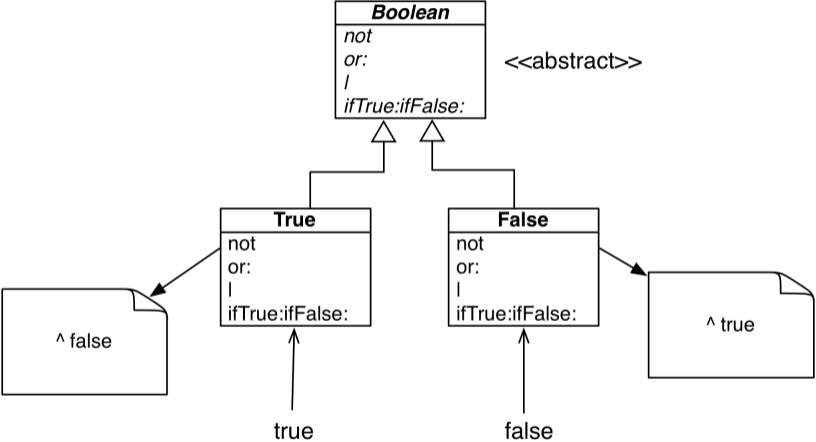 Boolean
not
or:
|
ifTrue:ifFalse:
<<abstract>>
True
not
or:
|
ifTrue:ifFalse:
False
not
or:
|
ifTrue:ifFalse:
^ false
^ true
true
false